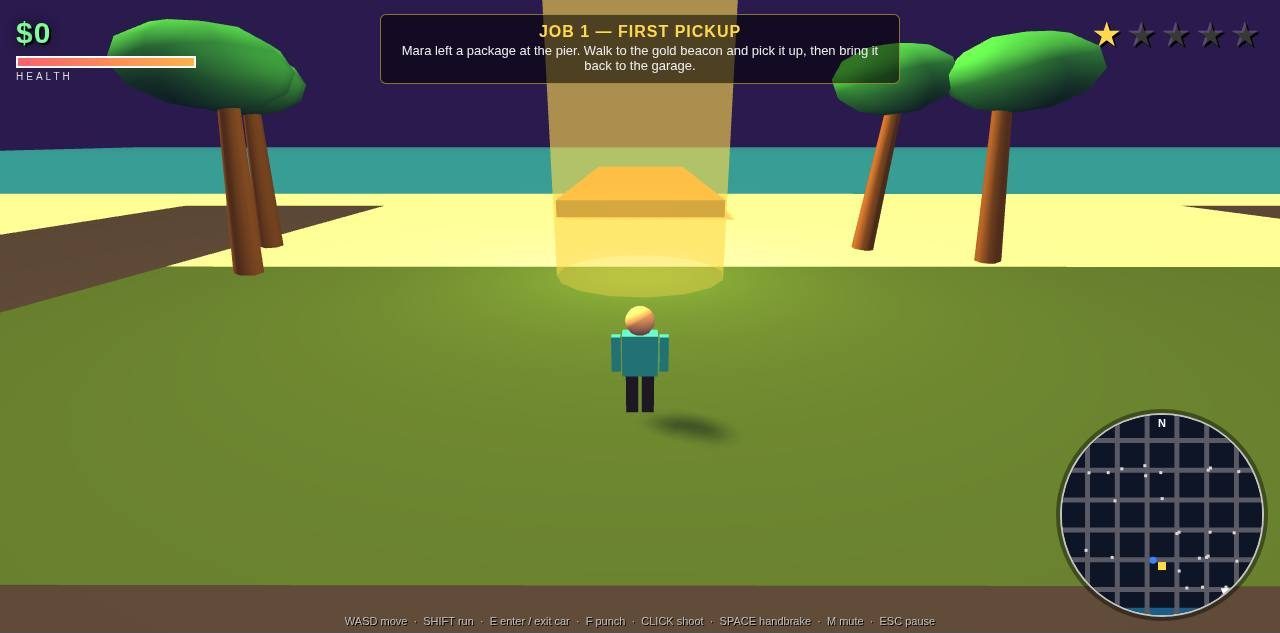 $0
HEALTH
JOB 1 — FIRST PICKUP
Mara left a package at the pier. Walk to the gold beacon and pick it up, then bring it
back to the garage.
N
WASD move · SHIFT run · E enter / exit car · F punch · CLICK shoot · SPACE handbrake · M mute · ESC pause